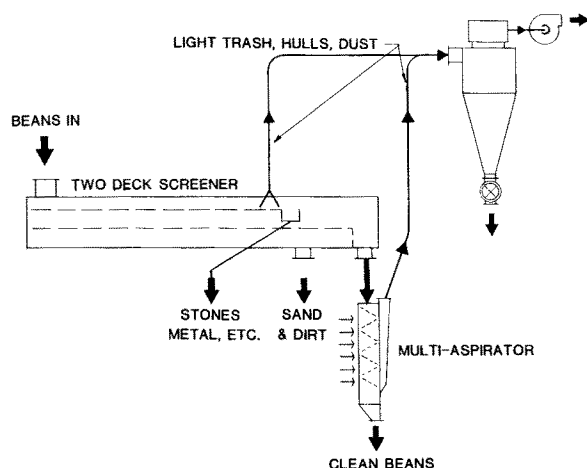 LIGHT TRASH, HULLS, DUST
BEANS IN
TWO DECK SCREENER
STONES
METAL, ETC.
SAND
& DIRT
MULTI-ASPIRATOR
CLEAN BEANS